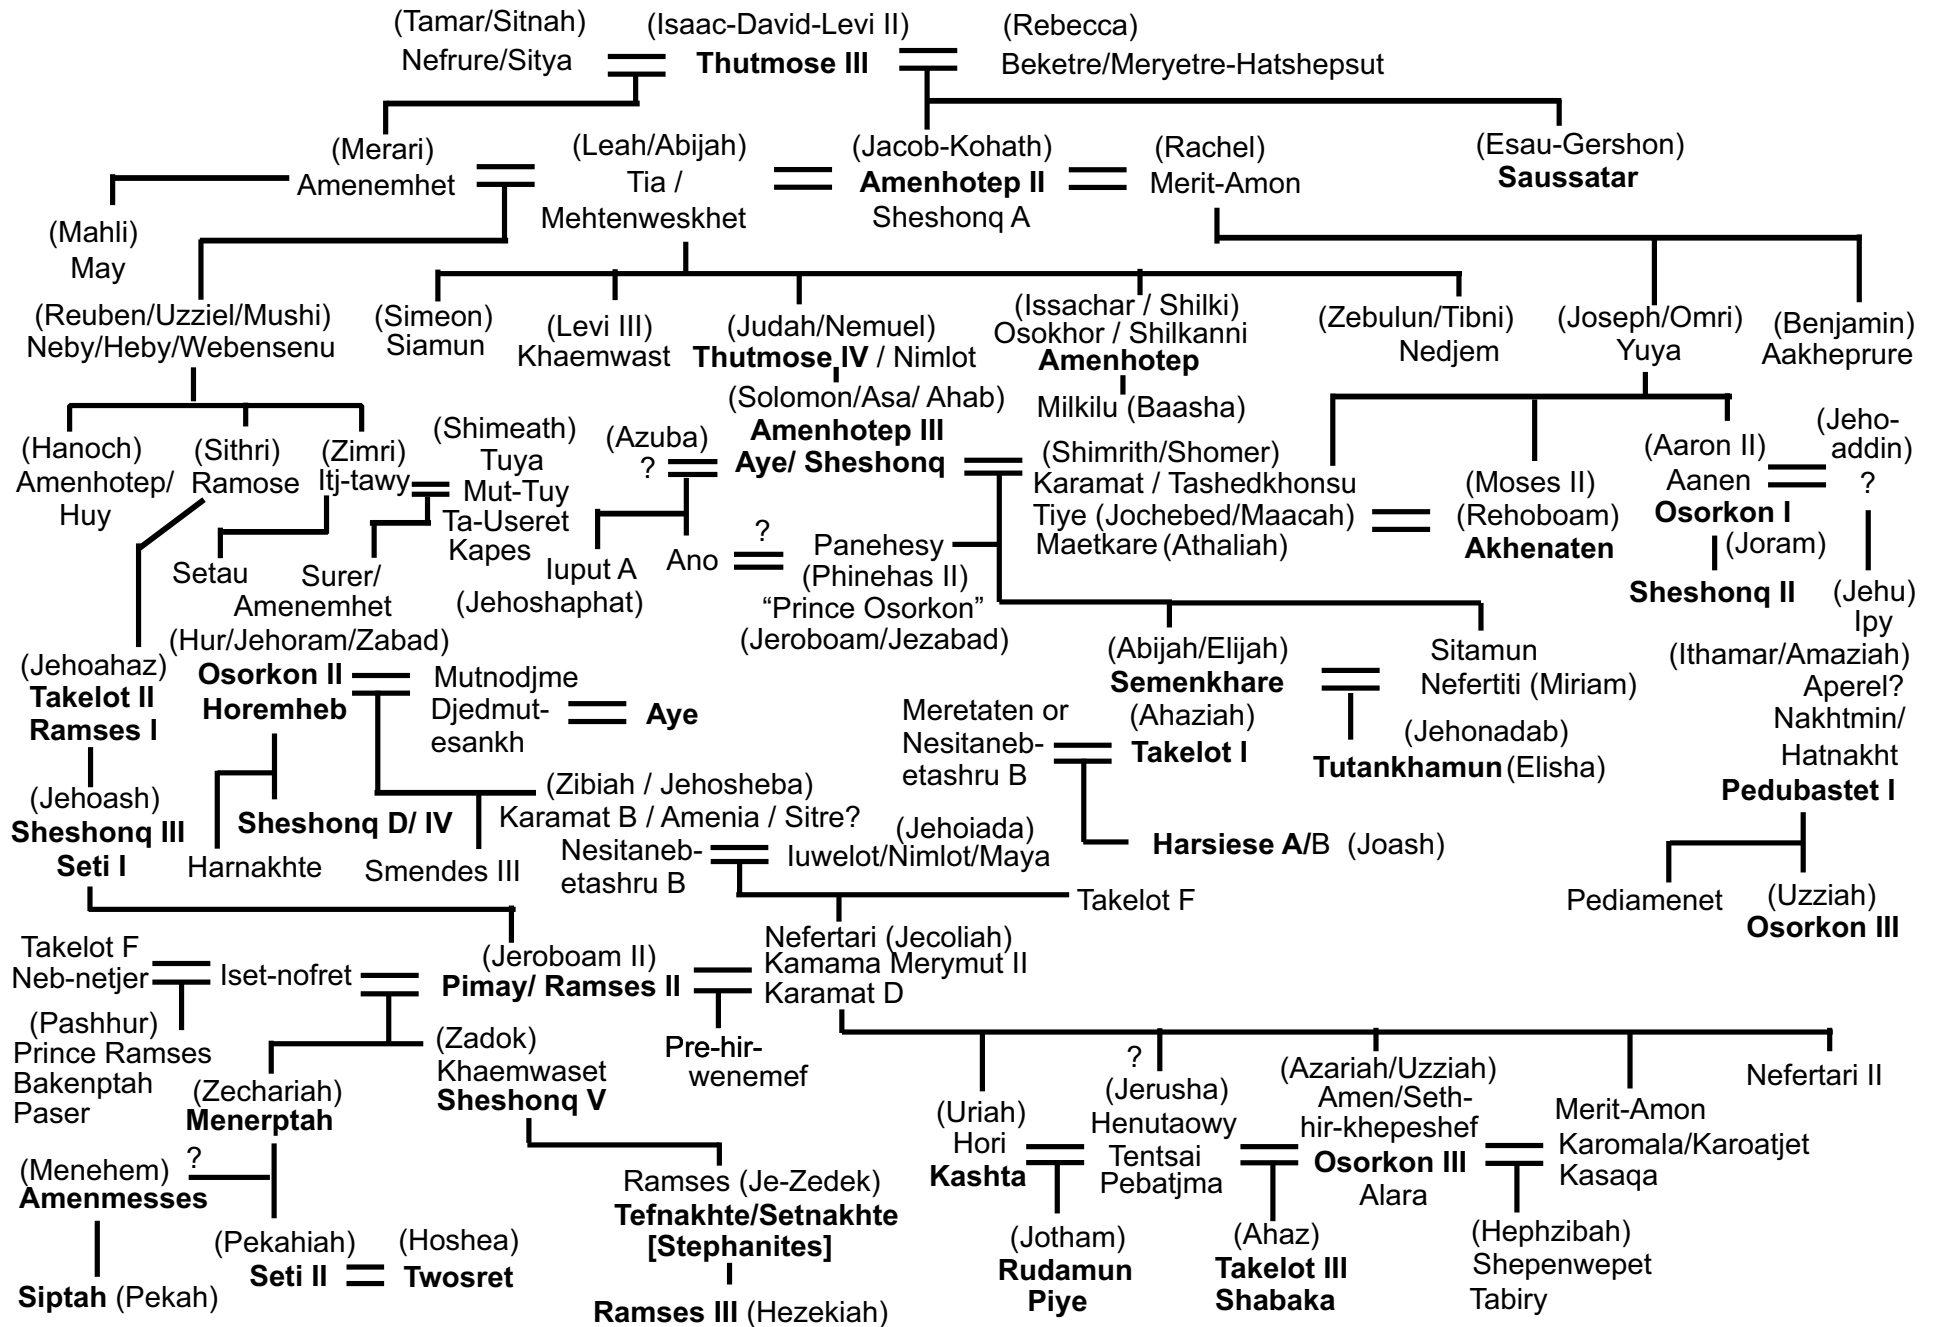 (Tamar/Sitnah) (Isaac-David-Levi II) (Rebecca)
Nefrure/Sitya Thutmose III Beketre/Meryetre-Hatshepsut
(Merari) (Leah/Abijah) (Jacob-Kohath) (Rachel) (Esau-Gershon)
Amenemhet Tia / Amenhotep II Merit-Amon Saussatar
Mehtenweskhet Sheshonq A
(Mahli)
May
(Reuben/Uzziel/Mushi) (Simeon) (Levi III) (Judah/Nemuel) (Issachar / Shilki) (Zebulun/Tibni) (Joseph/Omri) (Benjamin)
Neby/Heby/Webensenu Siamun Khaemwast Thutmose IV / Nimlot Osokhor / Shilkanni Nedjem Yuya Aakheprure
Amenhotep
(Solomon/Asa/ Ahab) Milkilu (Baasha)
(Hanoch) (Sithri) (Zimri) (Shimeath) (Azuba) Amenhotep III (Shimrith/Shomer) (Aaron II) (Jeho-
Amenhotep/ Ramose Itj-tawy Tuya ? Aye/ Sheshonq Karamat / Tashedkhonsu (Moses II) Aanen addin)
Huy Mut-Tuy Tiye (Jochebed/Maacah) (Rehoboam) Osorkon I ?
Ta-Useret Maetkare (Athaliah) Akhenaten (Joram)
Kapes
Setau Surer/ Iuput A Ano ? Panehesy Sheshonq II (Jehu)
Amenemhet (Jehoshaphat) (Phinehas II) Ipy
(Hur/Jehoram/Zabad) “Prince Osorkon”
(Jeroboam/Jezabad)
(Jehoahaz) Osorkon II Mutnodjme (Abijah/Elijah) Sitamun (Ithamar/Amaziah)
Takelot II Horemheb Djedmut- Aye Semenkhare Nefertiti (Miriam) Aperel?
Ramses I esankh Meretaten or (Ahaziah) (Jehonadab) Nakhtmin/
Nesitaneb- Takelot I Tutankhamun (Elisha) Hatnakht
etashru B Pedubastet I
(Jehoash) (Zibiah / Jehosheba)
Sheshonq III Sheshonq D/ IV Karamat B / Amenia / Sitre?
Seti I Harnakhte Smendes III Nesitaneb- (Jehoiada) Harsiese A/B (Joash)
etashru B Iuwelot/Nimlot/Maya
Takelot F Pediamenet (Uzziah)
Osorkon III
Takelot F (Jeroboam II) Nefertari (Jecoliah)
Neb-netjer Iset-nofret Pimay/ Ramses II Kamama Merymut II
Karamat D
(Pashhur) (Zadok) Pre-hir-
Prince Ramses Khaemwaset wenemef
Bakenptah (Zechariah) Sheshonq V
Paser Menerptah
(Uriah) ? (Azariah/Uzziah) Merit-Amon Nefertari II
Hori (Jerusha) Amen/Seth- Karomala/Karoatjet
Kashta Henutaowy hir-khepeshef Kasaqa
Tentsai Osorkon III
Pebatjma Alara
(Menehem) ? Ramses (Je-Zedek)
Amenmesses Tefnakhte/Setnakhte
[Stephanites]
(Pekahiah) (Hoshea) (Jotham) (Ahaz) (Hephzibah)
Seti II Twosret Rudamun Takelot III Shepenwepet
Siptah (Pekah) Ramses III (Hezekiah) Piye Shabaka Tabiry